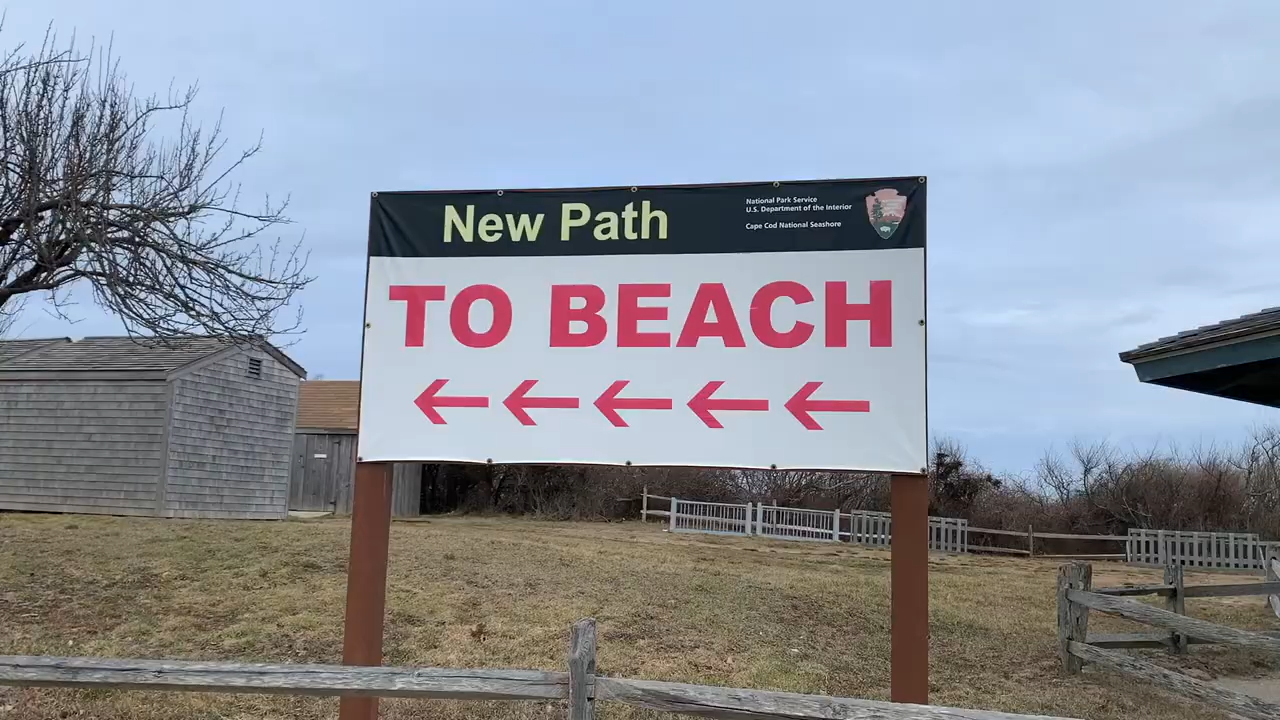 New Path
National Park Service
U.S. Department of the Interior
Cape Cod National Seashore
TO BEACH